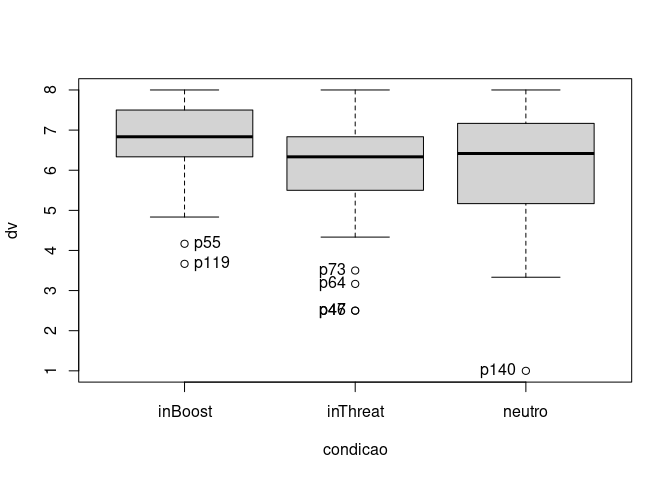 dv
8
7
6
5
4
3
2
1
p55
p119
p73
p64
p140
inBoost
inThreat
neutro
condicao